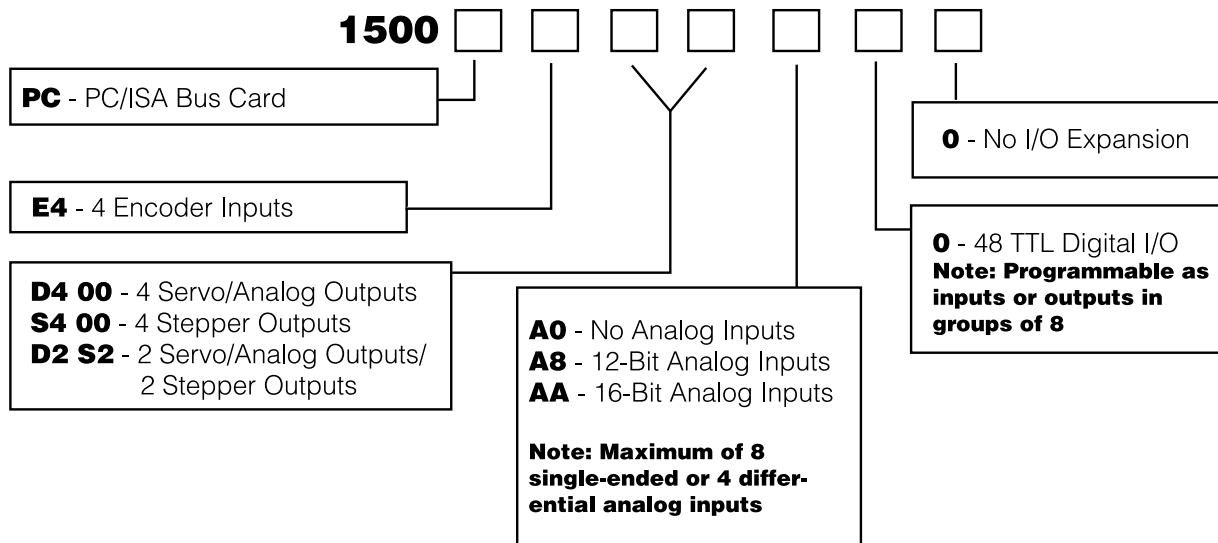 1500
PC - PC/ISA Bus Card
0 - No I/O Expansion
E4 - 4 Encoder Inputs
0 - 48 TTL Digital I/O
Note: Programmable as
inputs or outputs in
groups of 8
D4 00 - 4 Servo/Analog Outputs
S4 00 - 4 Stepper Outputs
D2 S2 - 2 Servo/Analog Outputs/
2 Stepper Outputs
A0 - No Analog Inputs
A8 - 12-Bit Analog Inputs
AA - 16-Bit Analog Inputs
Note: Maximum of 8
single-ended or 4 differ-
ential analog inputs